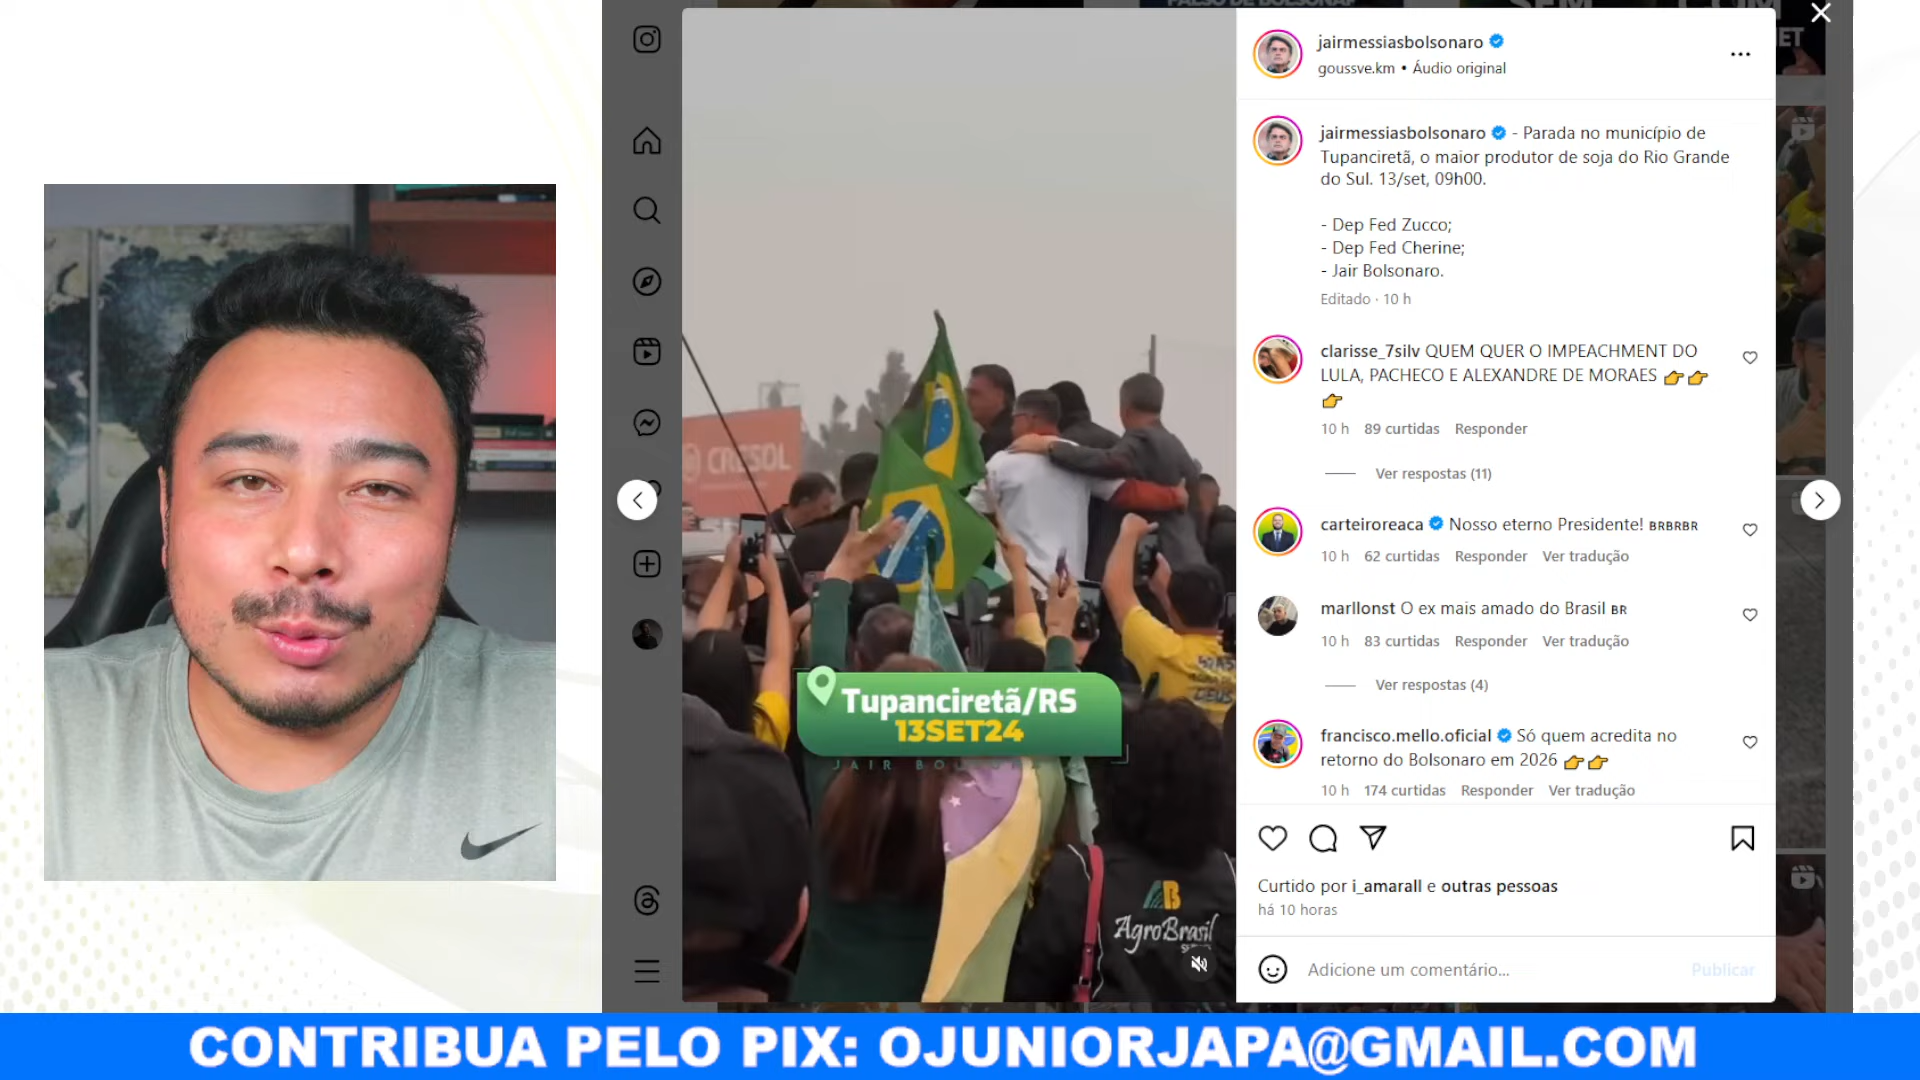 jairmessiasbolsonaro
goussve.km • Áudio original
jairmessiasbolsonaro - Parada no município de
Tupanciretã, o maior produtor de soja do Rio Grande
do Sul. 13/set, 09h00.
- Dep Fed Zucco;
- Dep Fed Cherine;
- Jair Bolsonaro.
Editado · 10 h
clarisse_7silv QUEM QUER O IMPEACHMENT DO
LULA, PACHECO E ALEXANDRE DE MORAES 👉👉
👉
10 h 89 curtidas Responder
Ver respostas (11)
carteiroreaca Nosso eterno Presidente! BRBRBR
10 h 62 curtidas Responder Ver tradução
marllonst O ex mais amado do Brasil BR
10 h 83 curtidas Responder Ver tradução
Ver respostas (4)
francisco.mello.oficial Só quem acredita no
retorno do Bolsonaro em 2026 👉👉
10 h 174 curtidas Responder Ver tradução
Curtido por i_amarall e outras pessoas
há 10 horas
Adicione um comentário...
Publicar
CRESOL
Tupanciretã/RS
13SET24
AgroBrasil
CONTRIBUA PELO PIX: OJUNIORJAPA@GMAIL.COM